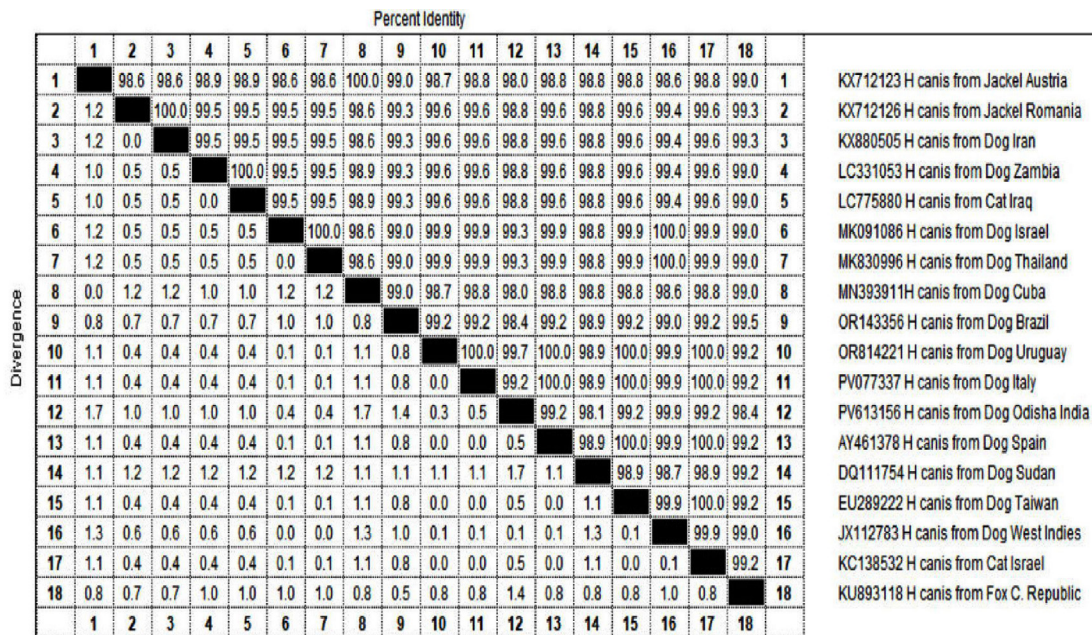 Percent Identity
1 2 3 4 5 6 7 8 9 10 11 12 13 14 15 16 17 18
1 98.6 98.6 98.9 98.9 98.6 98.6 100.0 99.0 98.7 98.8 98.0 98.8 98.8 98.8 98.6 98.8 99.0 1 KX712123 H canis from Jackel Austria
2 1.2 100.0 99.5 99.5 99.5 99.5 98.6 99.3 99.6 99.6 98.8 99.6 98.8 99.6 99.4 99.6 99.3 2 KX712126 H canis from Jackel Romania
3 1.2 0.0 99.5 99.5 99.5 99.5 98.6 99.3 99.6 99.6 98.8 99.6 98.8 99.6 99.4 99.6 99.3 3 KX880505 H canis from Dog Iran
4 1.0 0.5 0.5 100.0 99.5 99.5 98.9 99.3 99.6 99.6 98.8 99.6 98.8 99.6 99.4 99.6 99.0 4 LC331053 H canis from Dog Zambia
5 1.0 0.5 0.5 0.0 99.5 99.5 98.9 99.3 99.6 99.6 98.8 99.6 98.8 99.6 99.4 99.6 99.0 5 LC775880 H canis from Cat Iraq
6 1.2 0.5 0.5 0.5 0.5 100.0 98.6 99.0 99.9 99.9 99.3 99.9 98.8 99.9 100.0 99.9 99.0 6 MK091086 H canis from Dog Israel
7 1.2 0.5 0.5 0.5 0.5 0.0 98.6 99.0 99.9 99.9 99.3 99.9 98.8 99.9 100.0 99.9 99.0 7 MK830996 H canis from Dog Thailand
8 0.0 1.2 1.2 1.0 1.0 1.2 1.2 99.0 98.7 98.8 98.0 98.8 98.8 98.8 98.6 98.8 99.0 8 MN393911H canis from Dog Cuba
9 0.8 0.7 0.7 0.7 0.7 1.0 1.0 0.8 99.2 99.2 98.4 99.2 98.9 99.2 99.0 99.2 99.5 9 OR143356 H canis from Dog Brazil
10 1.1 0.4 0.4 0.4 0.4 0.1 0.1 1.1 0.8 100.0 99.7 100.0 98.9 100.0 99.9 100.0 99.2 10 OR814221 H canis from Dog Uruguay
11 1.1 0.4 0.4 0.4 0.4 0.1 0.1 1.1 0.8 0.0 99.2 100.0 98.9 100.0 99.9 100.0 99.2 11 PV077337 H canis from Dog Italy
12 1.7 1.0 1.0 1.0 1.0 0.4 0.4 1.7 1.4 0.3 0.5 99.2 98.1 99.2 99.9 99.2 98.4 12 PV613156 H canis from Dog Odisha India
13 1.1 0.4 0.4 0.4 0.4 0.1 0.1 1.1 0.8 0.0 0.0 0.5 98.9 100.0 99.9 100.0 99.2 13 AY461378 H canis from Dog Spain
14 1.1 1.2 1.2 1.2 1.2 1.2 1.2 1.1 1.1 1.1 1.1 1.7 1.1 98.9 98.7 98.9 99.2 14 DQ111754 H canis from Dog Sudan
15 1.1 0.4 0.4 0.4 0.4 0.1 0.1 1.1 0.8 0.0 0.0 0.5 0.0 1.1 99.9 100.0 99.2 15 EU289222 H canis from Dog Taiwan
16 1.3 0.6 0.6 0.6 0.6 0.0 0.0 1.3 1.0 0.1 0.1 0.1 0.1 1.3 0.1 99.9 99.0 16 JX112783 H canis from Dog West Indies
17 1.1 0.4 0.4 0.4 0.4 0.1 0.1 1.1 0.8 0.0 0.0 0.5 0.0 1.1 0.0 0.1 99.2 17 KC138532 H canis from Cat Israel
18 0.8 0.7 0.7 1.0 1.0 1.0 1.0 0.8 0.5 0.8 0.8 1.4 0.8 0.8 0.8 1.0 0.8 18 KU893118 H canis from Fox C. Republic
1 2 3 4 5 6 7 8 9 10 11 12 13 14 15 16 17 18
Divergence